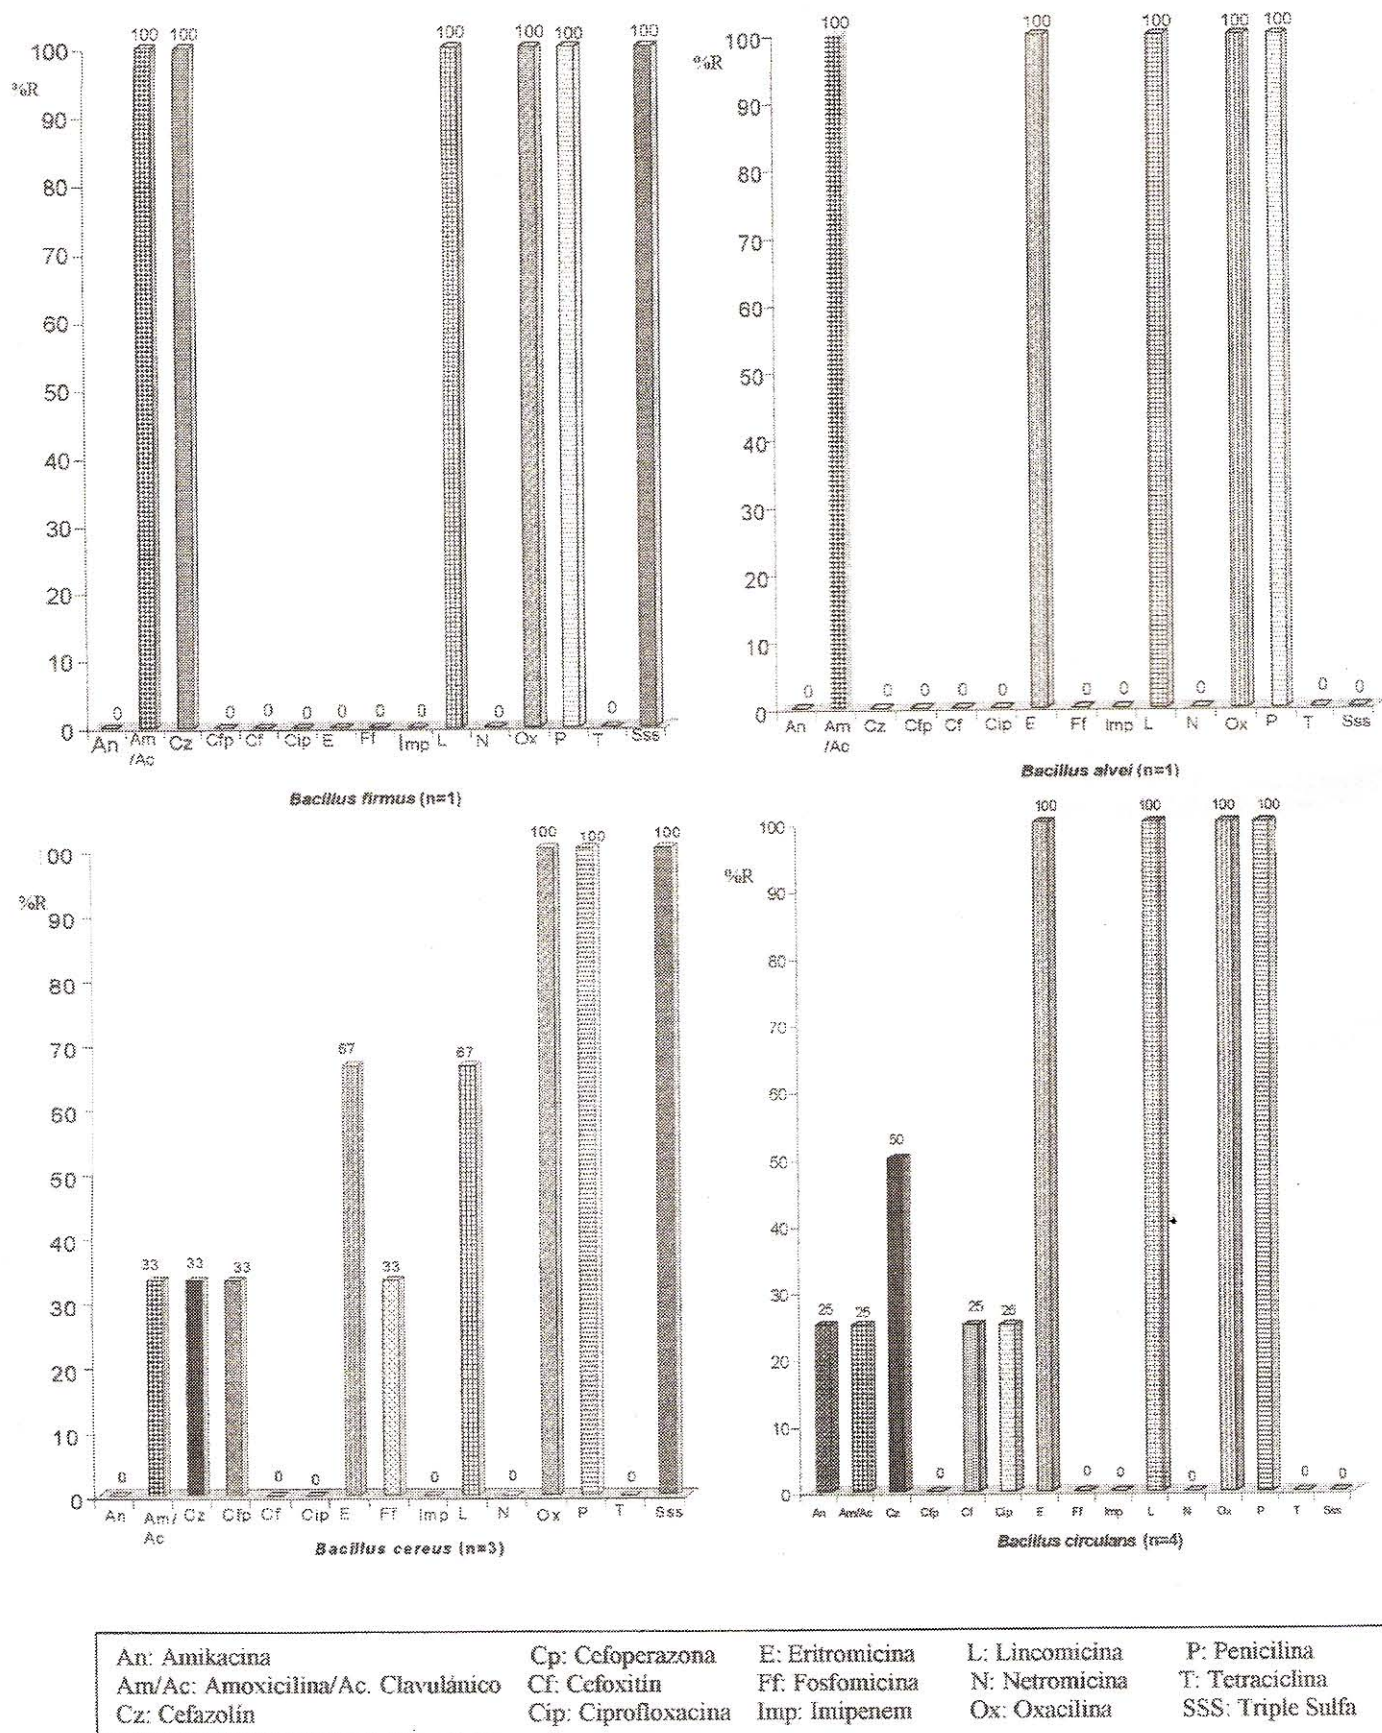 100 100 100 100 100 100
100
%R
90
80
70
60
50
40
30
20
10
0
0 0 0 0 0 0 0 0 0 0
An Am/Ac Cz Cfp Cf Cip E Ff Imp L N Ox P T Sss
Bacillus firmus (n=1)
100 100 100 100 100
100
%R
90
80
70
60
50
40
30
20
10
0
0 0 0 0 0 0 0 0 0 0
An Am/Ac Cz Cfp Cf Cip E Ff Imp L N Ox P T Sss
Bacillus alvei (n=1)
100 100 100
00
%R
90
80
70
60
50
40
30
20
10
0
0 33 33 33 0 0 67 33 0 67 0 0
An Am/Ac Cz Cfp Cf Cip E Ff Imp L N Ox P T Sss
Bacillus cereus (n=3)
100 100 100 100
100
%R
90
80
70
60
50
40
30
20
10
0
25 25 50 0 25 25 0 0 0 0 0
An Am/Ac Cz Cfp Cf Cip E Ff Imp L N Ox P T Sss
Bacillus circulans (n=4)
An: Amikacina Cp: Cefoperazona E: Eritromicina L: Lincomicina P: Penicilina
Am/Ac: Amoxicilina/Ac. Clavulánico Cf: Cefoxitín Ff: Fosfomicina N: Netromicina T: Tetraciclina
Cz: Cefazolín Cip: Ciprofloxacina Imp: Imipenem Ox: Oxacilina SSS: Triple Sulfa